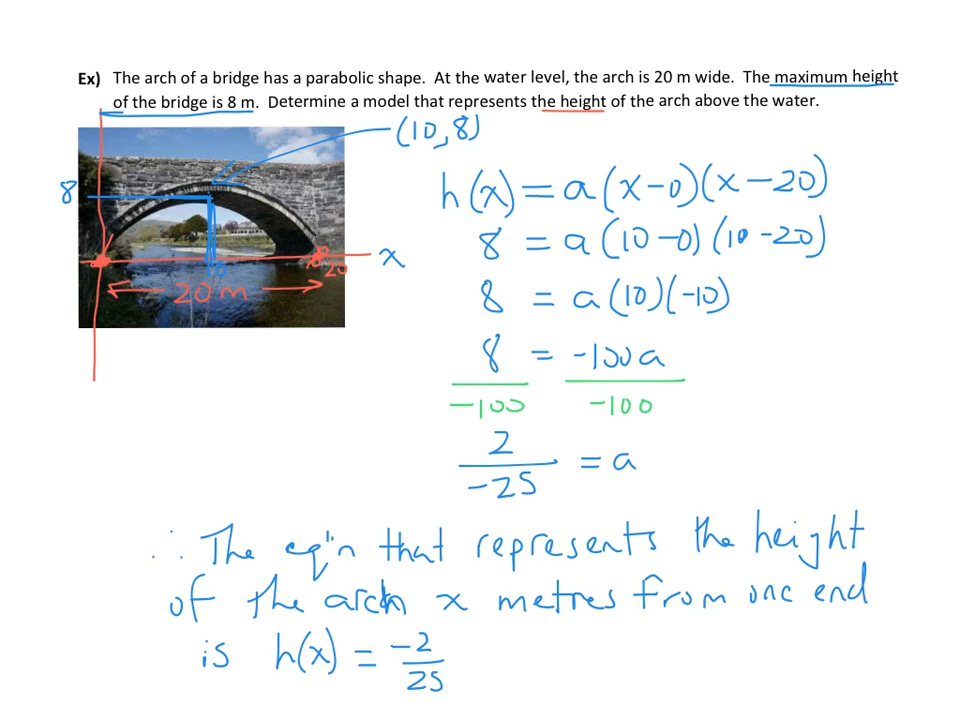 Ex) The arch of a bridge has a parabolic shape. At the water level, the arch is 20 m wide. The maximum height
of the bridge is 8 m. Determine a model that represents the height of the arch above the water.
(10,8)
8
x
20
20 m
h(x) = a(x-0)(x-20)
8 = a(10-0)(10-20)
8 = a(10)(-10)
8 = -100a
-100 -100
2
-25 = a
∴ The eq'n that represents the height
of the arch x metres from one end
is h(x) = -2
25